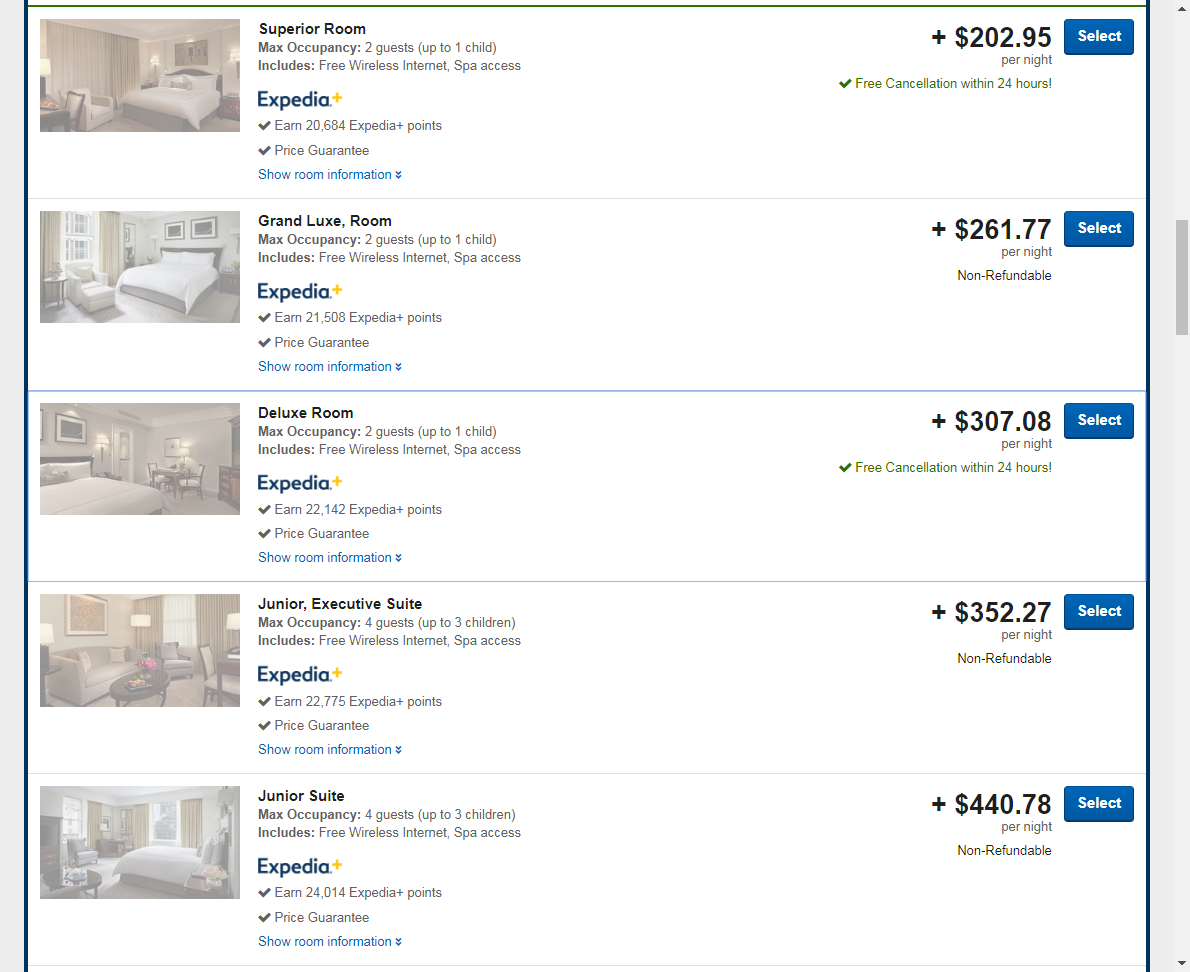 Superior Room
Max Occupancy: 2 guests (up to 1 child)
Includes: Free Wireless Internet, Spa access
Expedia+
Earn 20,684 Expedia+ points
Price Guarantee
Show room information
+ $202.95
per night
Free Cancellation within 24 hours!
Select
Grand Luxe, Room
Max Occupancy: 2 guests (up to 1 child)
Includes: Free Wireless Internet, Spa access
Expedia+
Earn 21,508 Expedia+ points
Price Guarantee
Show room information
+ $261.77
per night
Non-Refundable
Select
Deluxe Room
Max Occupancy: 2 guests (up to 1 child)
Includes: Free Wireless Internet, Spa access
Expedia+
Earn 22,142 Expedia+ points
Price Guarantee
Show room information
+ $307.08
per night
Free Cancellation within 24 hours!
Select
Junior, Executive Suite
Max Occupancy: 4 guests (up to 3 children)
Includes: Free Wireless Internet, Spa access
Expedia+
Earn 22,775 Expedia+ points
Price Guarantee
Show room information
+ $352.27
per night
Non-Refundable
Select
Junior Suite
Max Occupancy: 4 guests (up to 3 children)
Includes: Free Wireless Internet, Spa access
Expedia+
Earn 24,014 Expedia+ points
Price Guarantee
Show room information
+ $440.78
per night
Non-Refundable
Select